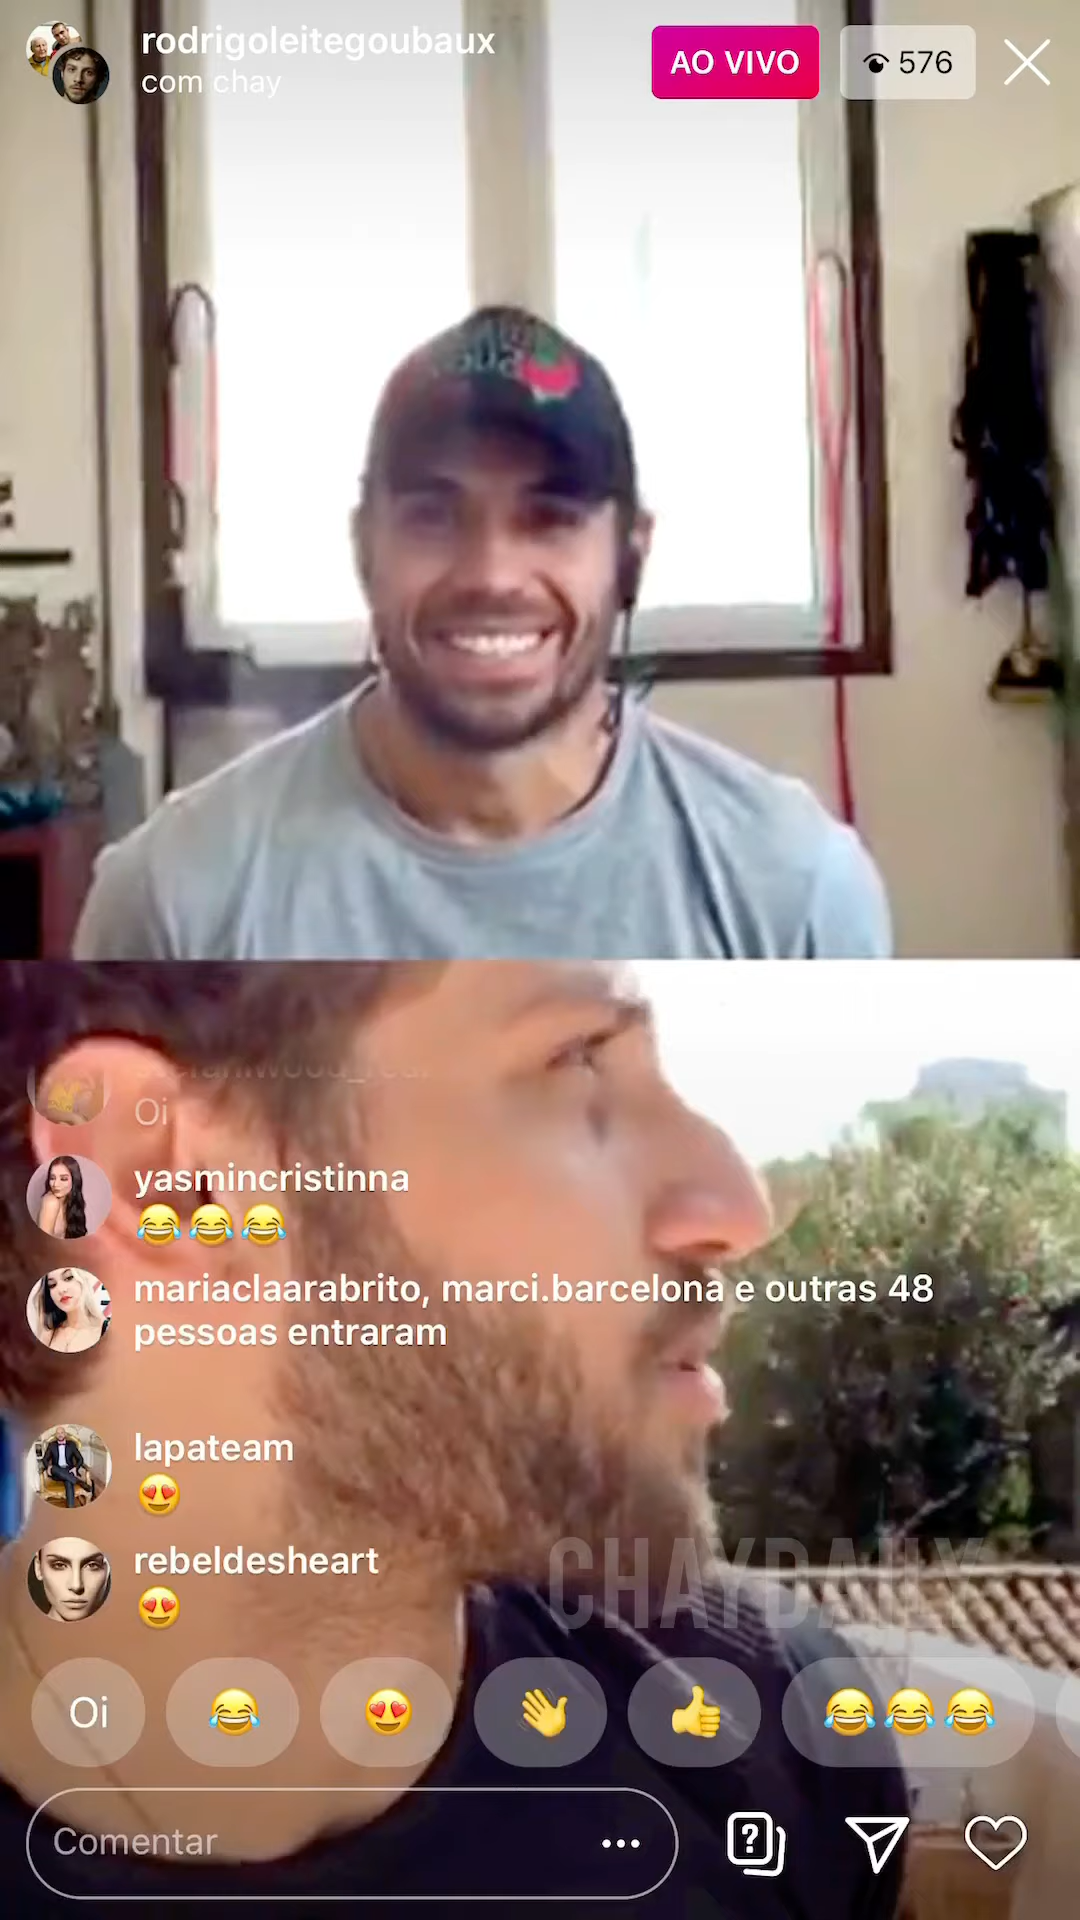 rodrigoleitegoubaux
com chay
AO VIVO
576
Oi
yasmincristinna
😂😂😂
mariaclaarabrito, marci.barcelona e outras 48
pessoas entraram
lapateam
😍
rebeldesheart
😍
CHAYDAILY
Oi 😂 😍 👋 👍 😂😂😂
Comentar